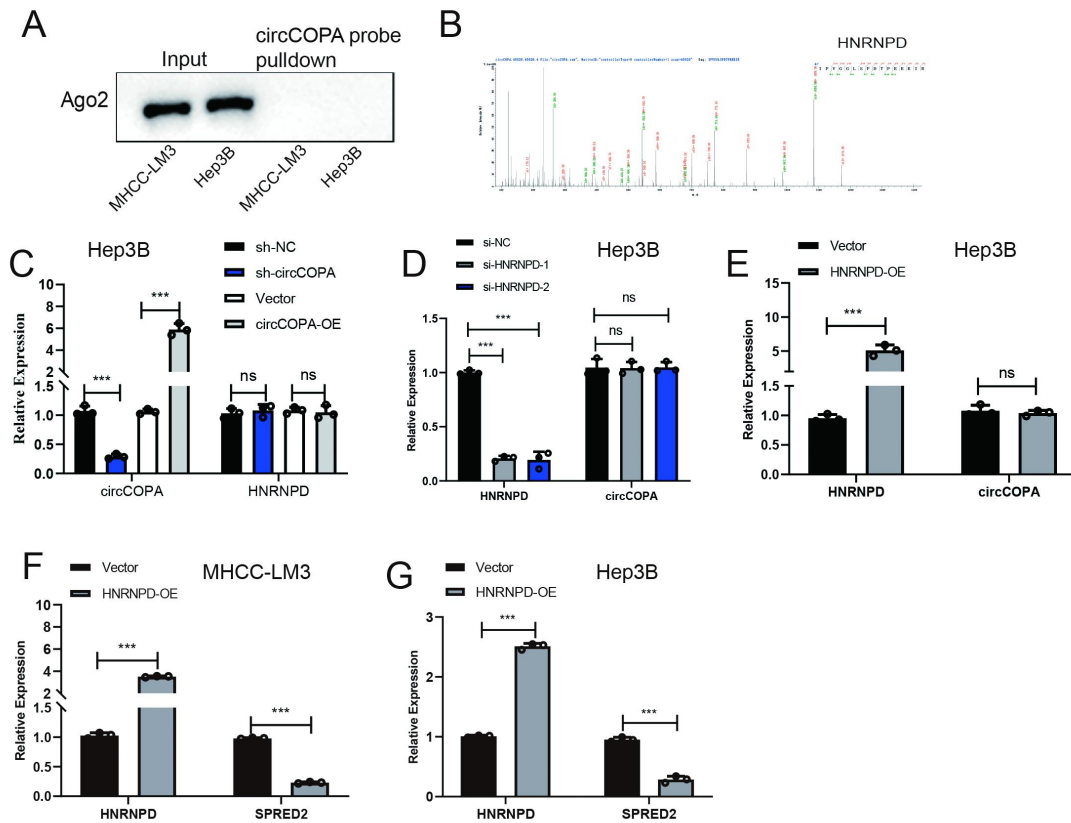 A
Input
circCOPA probe
pulldown
Ago2
MHCC-LM3
Hep3B
MHCC-LM3
Hep3B
B
HNRNPD
C
Hep3B
sh-NC
sh-circCOPA
Vector
circCOPA-OE
Relative Expression
10
8
6
4
2
1.5
1.0
0.5
0.0
***
***
ns
ns
circCOPA
HNRNPD
D
si-NC
si-HNRNPD-1
si-HNRNPD-2
Hep3B
Relative Expression
1.5
1.0
0.5
0.0
***
***
ns
ns
HNRNPD
circCOPA
E
Vector
HNRNPD-OE
Hep3B
Relative Expression
15
10
5
1.5
1.0
0.5
0.0
***
ns
HNRNPD
circCOPA
F
Vector
HNRNPD-OE
MHCC-LM3
Relative Expression
10
8
6
4
2
1.5
1.0
0.5
0.0
***
***
HNRNPD
SPRED2
G
Vector
HNRNPD-OE
Hep3B
Relative Expression
3
2
1
0
***
***
HNRNPD
SPRED2